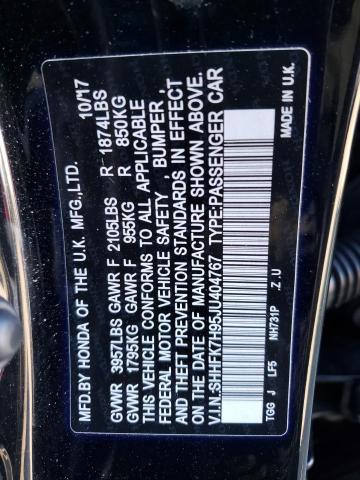 MFD.BY HONDA OF THE U.K. MFG.,LTD. 10/17
GVWR 3957LBS GAWR F 2105LBS R 1874LBS
GVWR 1795KG GAWR F 955KG R 850KG
THIS VEHICLE CONFORMS TO ALL APPLICABLE
FEDERAL MOTOR VEHICLE SAFETY , BUMPER ,
AND THEFT PREVENTION STANDARDS IN EFFECT
ON THE DATE OF MANUFACTURE SHOWN ABOVE.
V.I.N.:SHHFK7H95JU404767 TYPE:PASSENGER CAR
TGG J LF5 NH731P .Z.U MADE IN U.K.